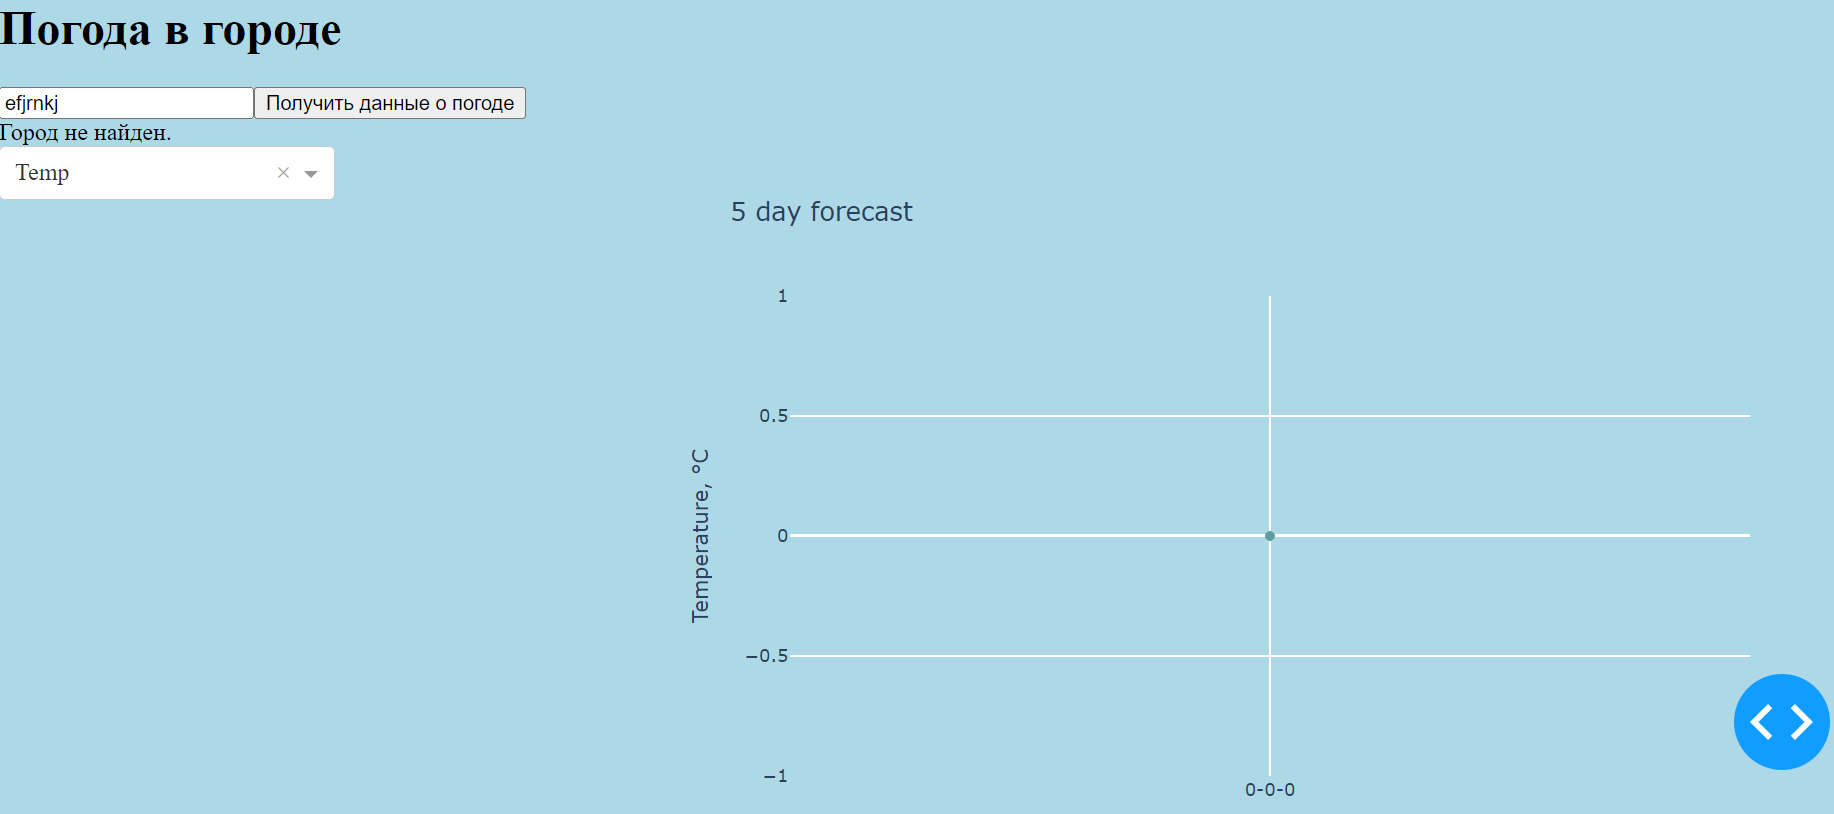 Погода в городе
efjrnkj Получить данные о погоде
Город не найден.
Temp
5 day forecast
1
0.5
0
−0.5
−1
Temperature, °C
0-0-0